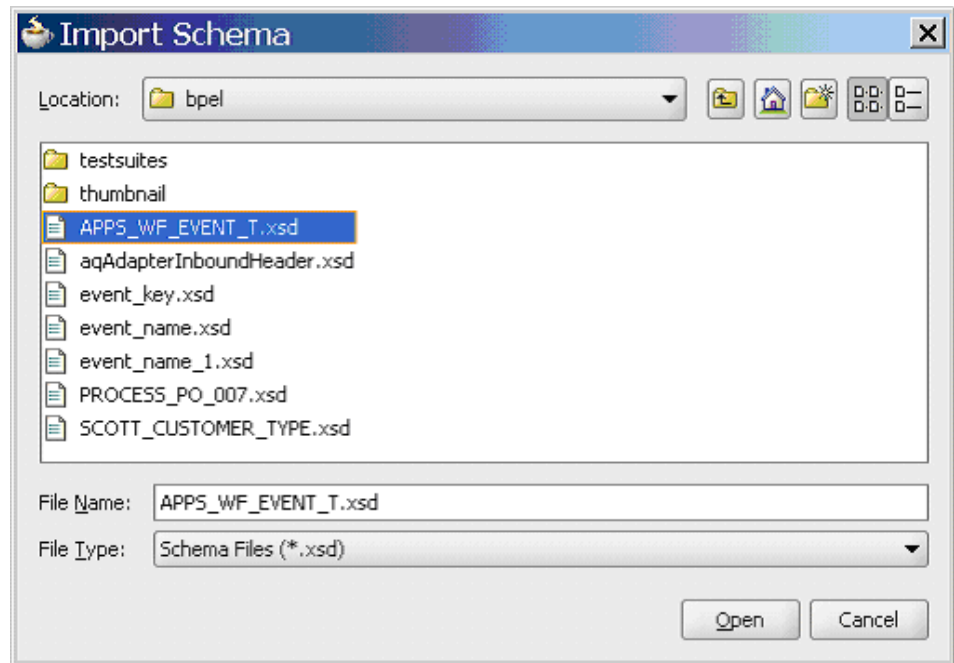 Import Schema
Location: bpel
testsuites
thumbnail
APPS_WF_EVENT_T.xsd
aqAdapterInboundHeader.xsd
event_key.xsd
event_name.xsd
event_name_1.xsd
PROCESS_PO_007.xsd
SCOTT_CUSTOMER_TYPE.xsd
File Name: APPS_WF_EVENT_T.xsd
File Type: Schema Files (*.xsd)
Open Cancel